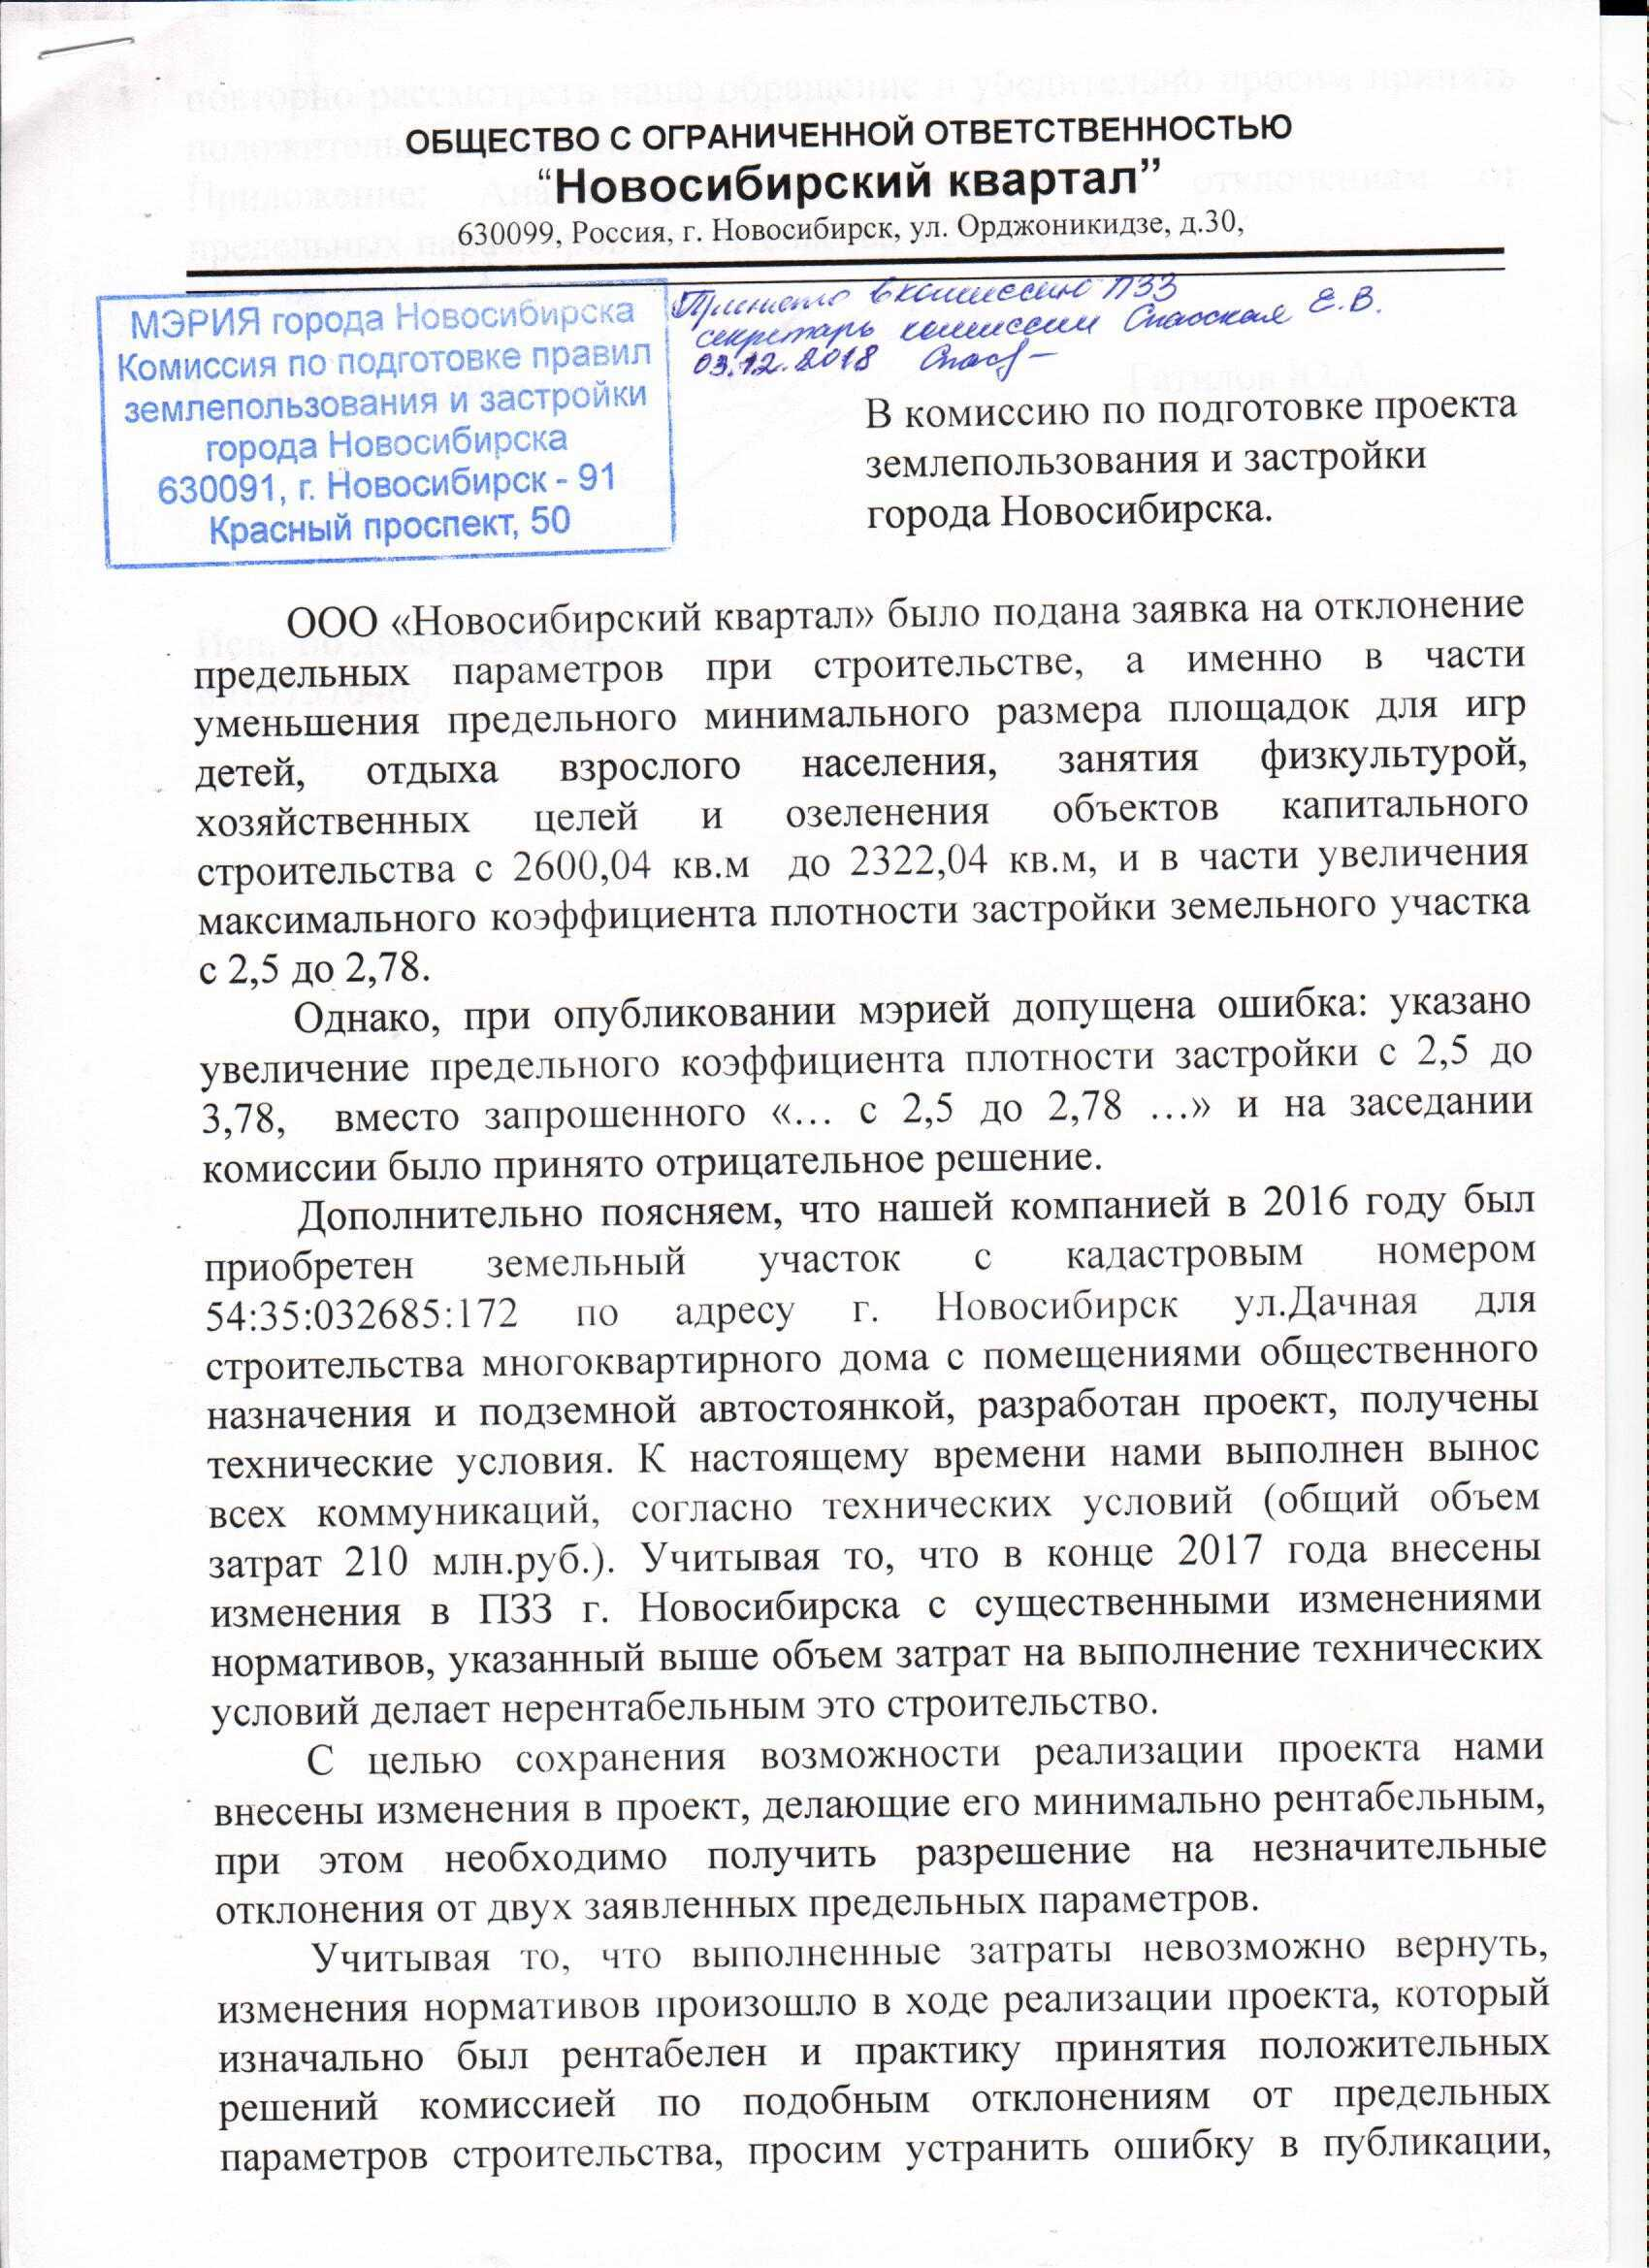 ОБЩЕСТВО С ОГРАНИЧЕННОЙ ОТВЕТСТВЕННОСТЬЮ
“Новосибирский квартал”
630099, Россия, г. Новосибирск, ул. Орджоникидзе, д.30,
МЭРИЯ города Новосибирска
Комиссия по подготовке правил
землепользования и застройки
города Новосибирска
630091, г. Новосибирск - 91
Красный проспект, 50
Принято в комиссию ПЗЗ
секретарь комиссии Спасская Е.В.
03.12.2018
В комиссию по подготовке проекта
землепользования и застройки
города Новосибирска.
ООО «Новосибирский квартал» было подана заявка на отклонение
предельных параметров при строительстве, а именно в части
уменьшения предельного минимального размера площадок для игр
детей, отдыха взрослого населения, занятия физкультурой,
хозяйственных целей и озеленения объектов капитального
строительства с 2600,04 кв.м до 2322,04 кв.м, и в части увеличения
максимального коэффициента плотности застройки земельного участка
с 2,5 до 2,78.
Однако, при опубликовании мэрией допущена ошибка: указано
увеличение предельного коэффициента плотности застройки с 2,5 до
3,78, вместо запрошенного «… с 2,5 до 2,78 …» и на заседании
комиссии было принято отрицательное решение.
Дополнительно поясняем, что нашей компанией в 2016 году был
приобретен земельный участок с кадастровым номером
54:35:032685:172 по адресу г. Новосибирск ул.Дачная для
строительства многоквартирного дома с помещениями общественного
назначения и подземной автостоянкой, разработан проект, получены
технические условия. К настоящему времени нами выполнен вынос
всех коммуникаций, согласно технических условий (общий объем
затрат 210 млн.руб.). Учитывая то, что в конце 2017 года внесены
изменения в ПЗЗ г. Новосибирска с существенными изменениями
нормативов, указанный выше объем затрат на выполнение технических
условий делает нерентабельным это строительство.
С целью сохранения возможности реализации проекта нами
внесены изменения в проект, делающие его минимально рентабельным,
при этом необходимо получить разрешение на незначительные
отклонения от двух заявленных предельных параметров.
Учитывая то, что выполненные затраты невозможно вернуть,
изменения нормативов произошло в ходе реализации проекта, который
изначально был рентабелен и практику принятия положительных
решений комиссией по подобным отклонениям от предельных
параметров строительства, просим устранить ошибку в публикации,